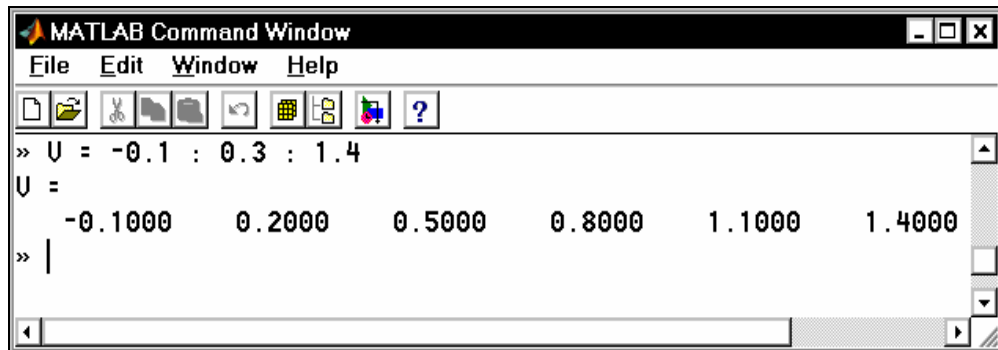 MATLAB Command Window
File Edit Window Help
?
» V = -0.1 : 0.3 : 1.4
V =
-0.1000 0.2000 0.5000 0.8000 1.1000 1.4000
»